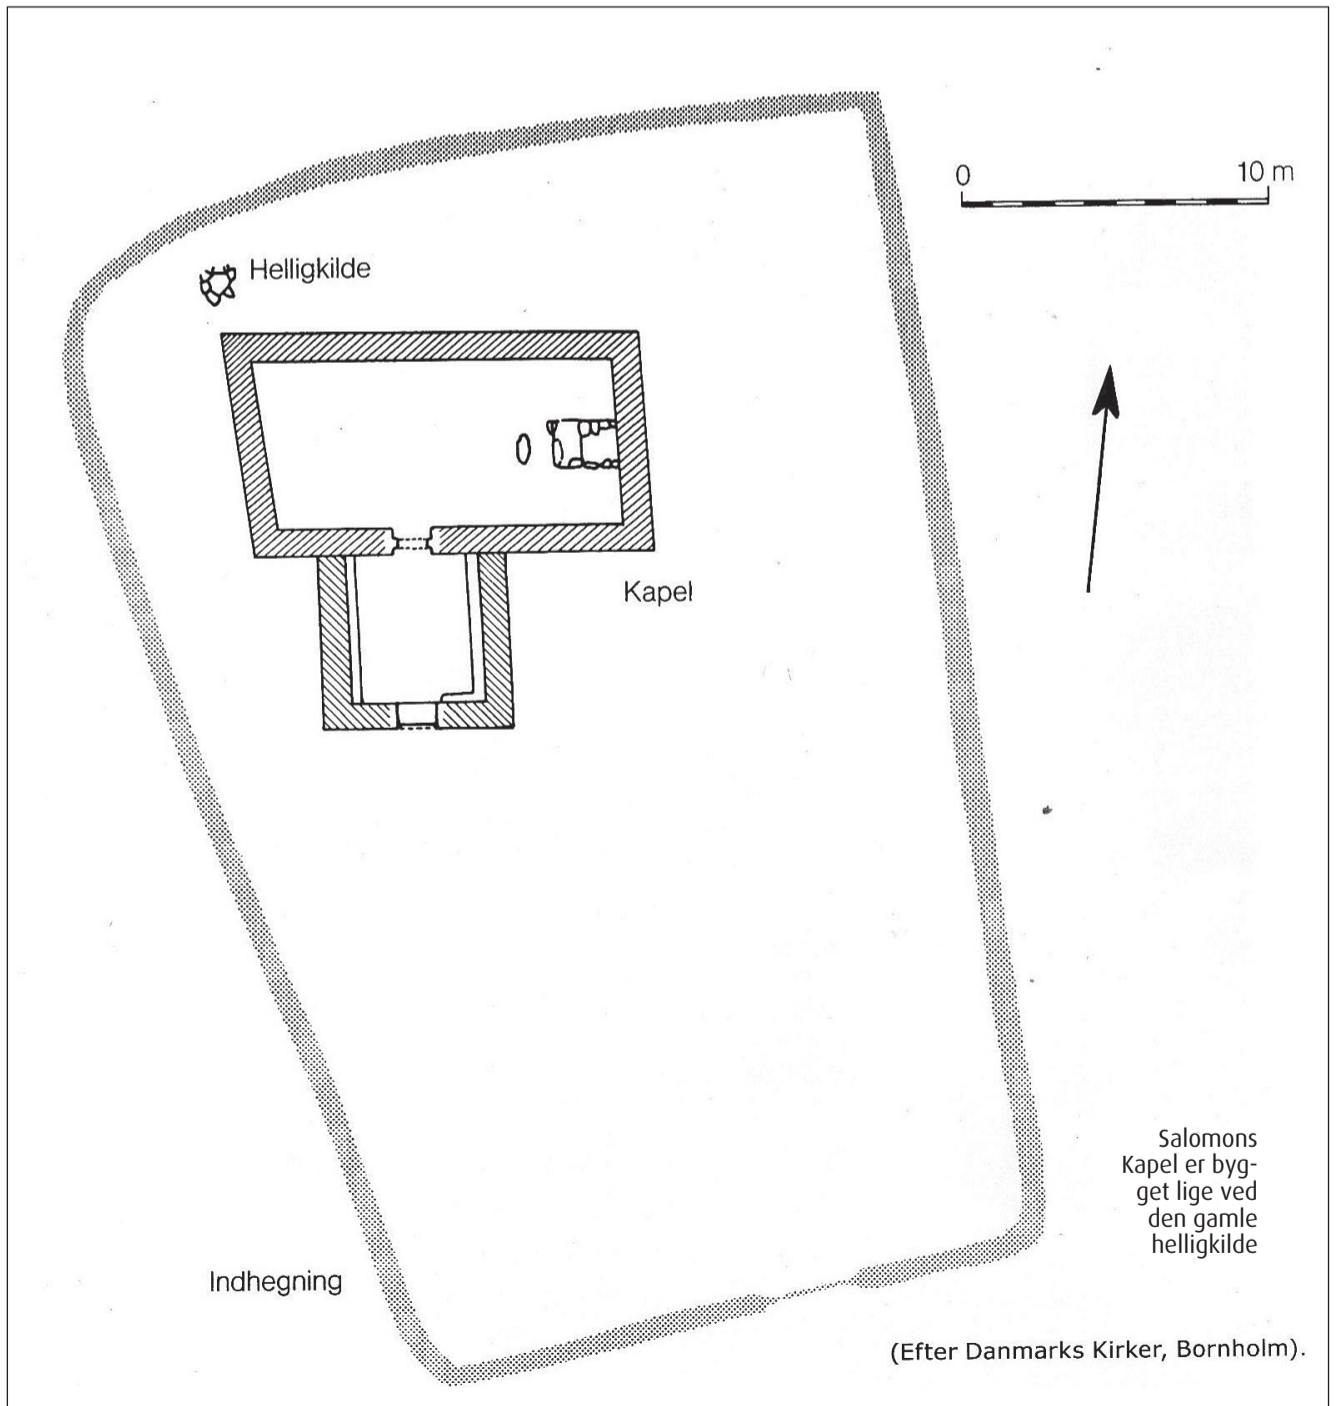 0 10 m
Helligkilde
Kapel
Salomons
Kapel er byg-
get lige ved
den gamle
helligkilde
Indhegning
(Efter Danmarks Kirker, Bornholm).